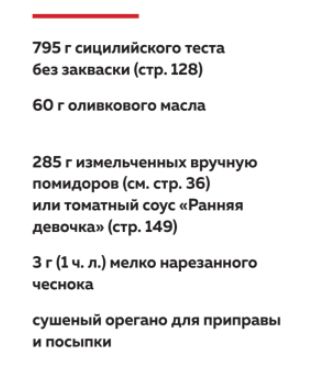 795 г сицилийского теста
без закваски (стр. 128)
60 г оливкового масла
285 г измельченных вручную
помидоров (см. стр. 36)
или томатный соус «Ранняя
девочка» (стр. 149)
3 г (1 ч. л.) мелко нарезанного
чеснока
сушеный орегано для приправы
и посыпки